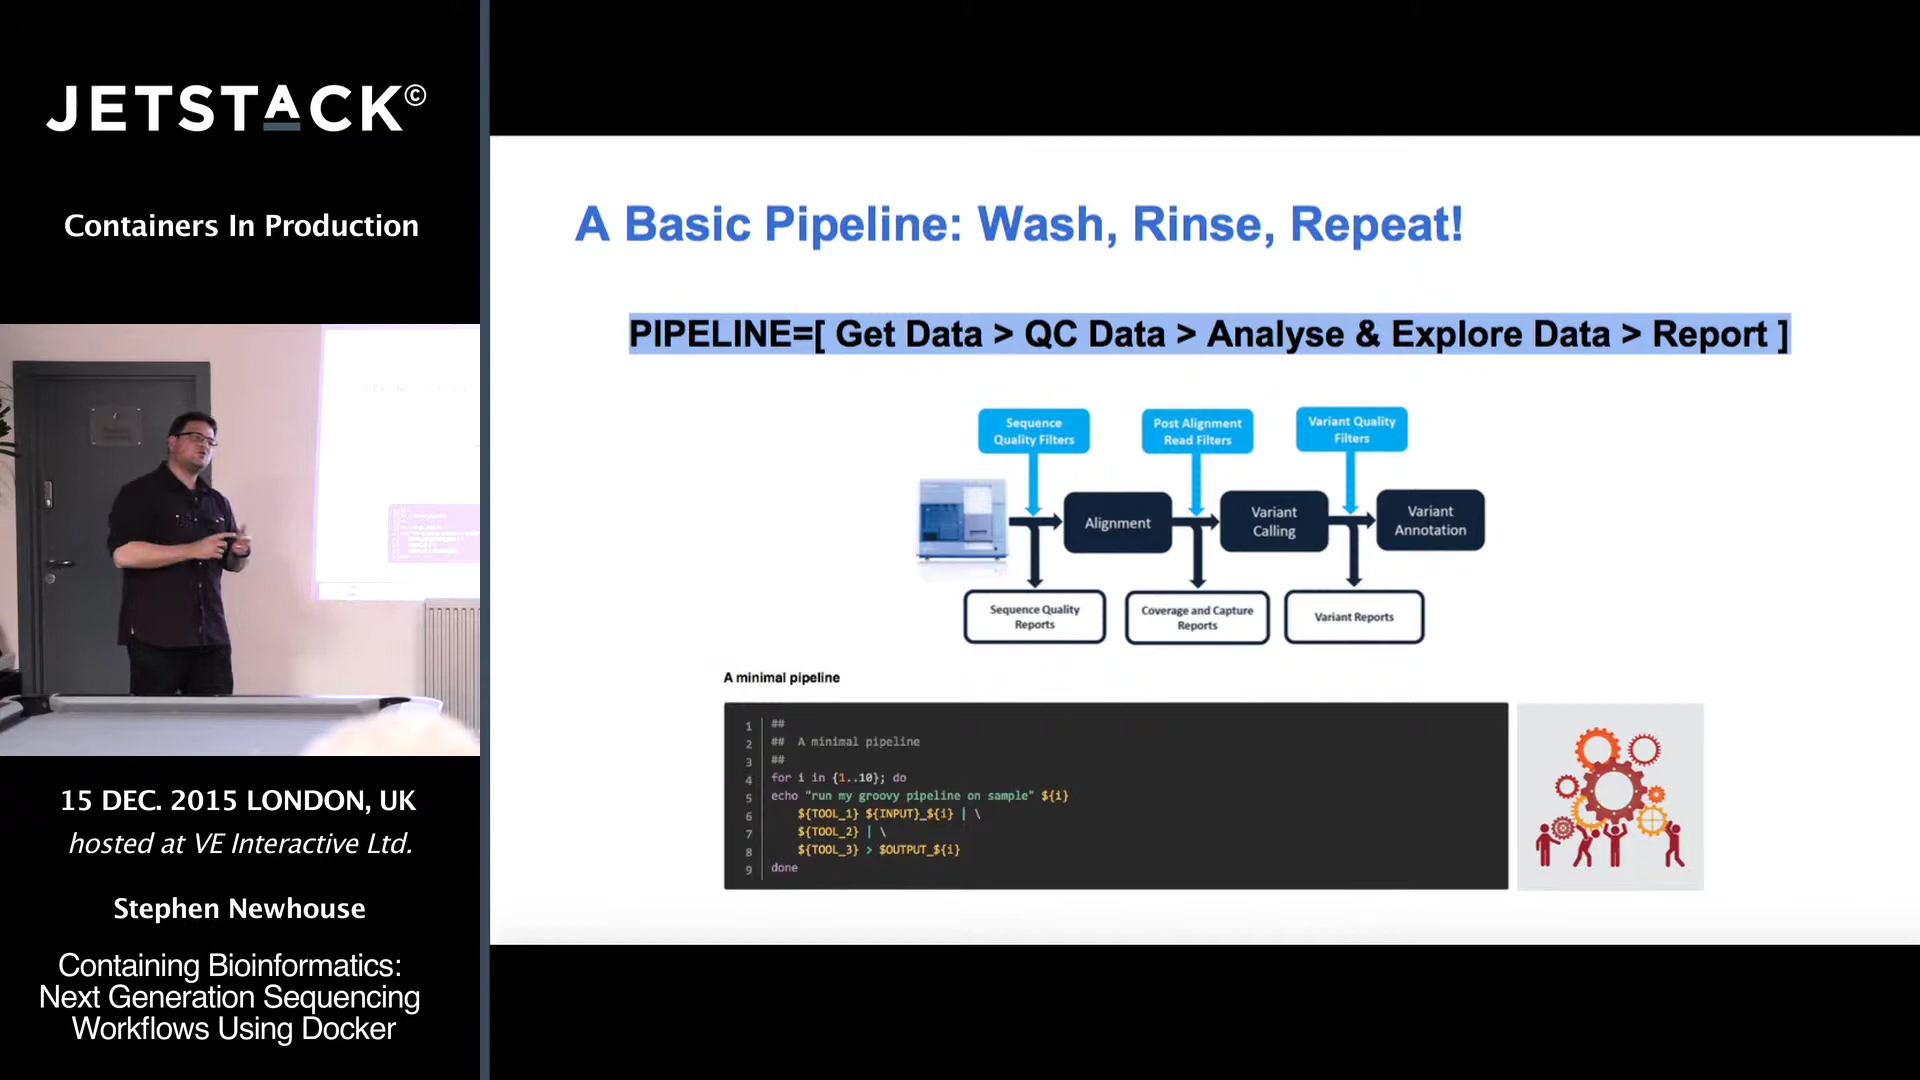 JETSTACK©
Containers In Production
15 DEC. 2015 LONDON, UK
hosted at VE Interactive Ltd.
Stephen Newhouse
Containing Bioinformatics:
Next Generation Sequencing
Workflows Using Docker
A Basic Pipeline: Wash, Rinse, Repeat!
PIPELINE=[ Get Data > QC Data > Analyse & Explore Data > Report ]
Sequence
Quality Filters
Post Alignment
Read Filters
Variant Quality
Filters
Alignment
Variant
Calling
Variant
Annotation
Sequence Quality
Reports
Coverage and Capture
Reports
Variant Reports
A minimal pipeline
1 ##
2 ## A minimal pipeline
3 ##
4 for i in {1..10}; do
5 echo "run my groovy pipeline on sample" ${i}
6 ${TOOL_1} ${INPUT}_${i} | \
7 ${TOOL_2} | \
8 ${TOOL_3} > $OUTPUT_${i}
9 done